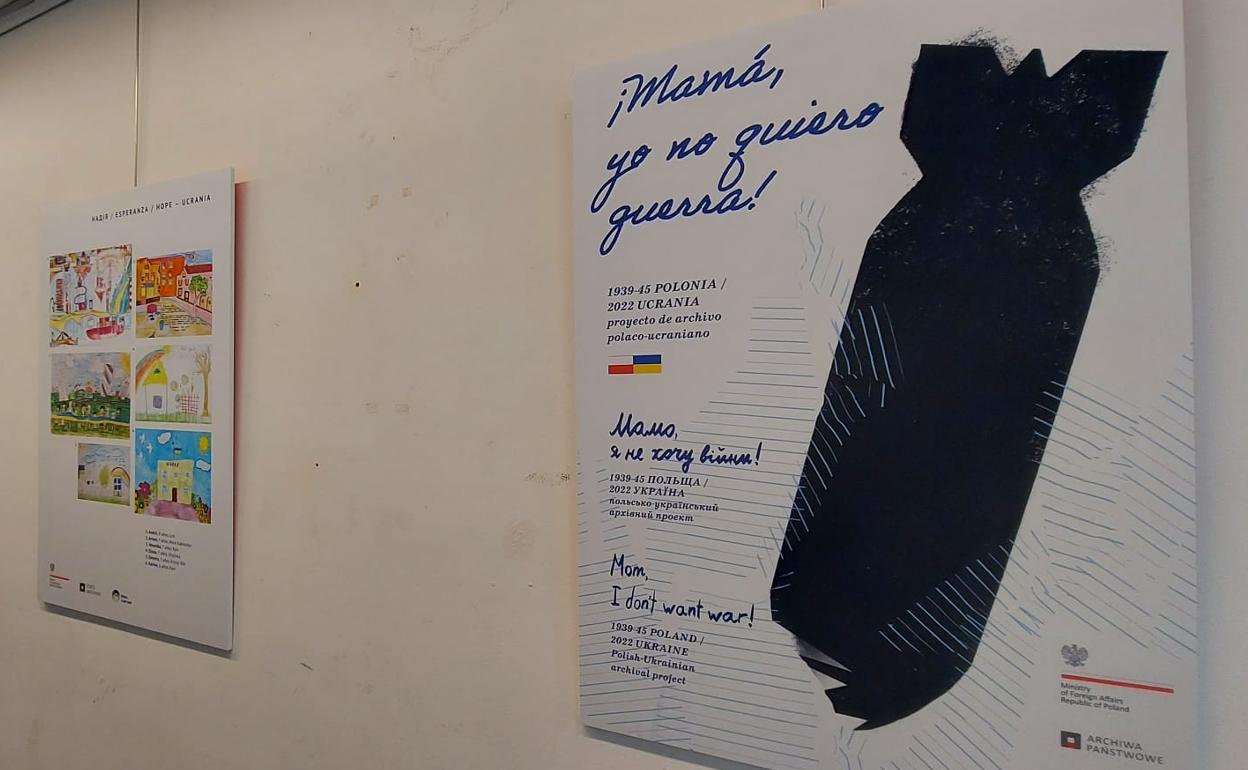 НАДІЯ / ESPERANZA / HOPE – UCRANIA
¡Mamá,
yo no quiero
guerra!
1939-45 POLONIA /
2022 UCRANIA
proyecto de archivo
polaco-ucraniano
Мамо,
я не хочу війни!
1939-45 ПОЛЬЩА /
2022 УКРАЇНА
польсько-український
архівний проект
Mom,
I don't want war!
1939-45 POLAND /
2022 UKRAINE
Polish-Ukrainian
archival project
Ministry
of Foreign Affairs
Republic of Poland
ARCHIWA
PAŃSTWOWE